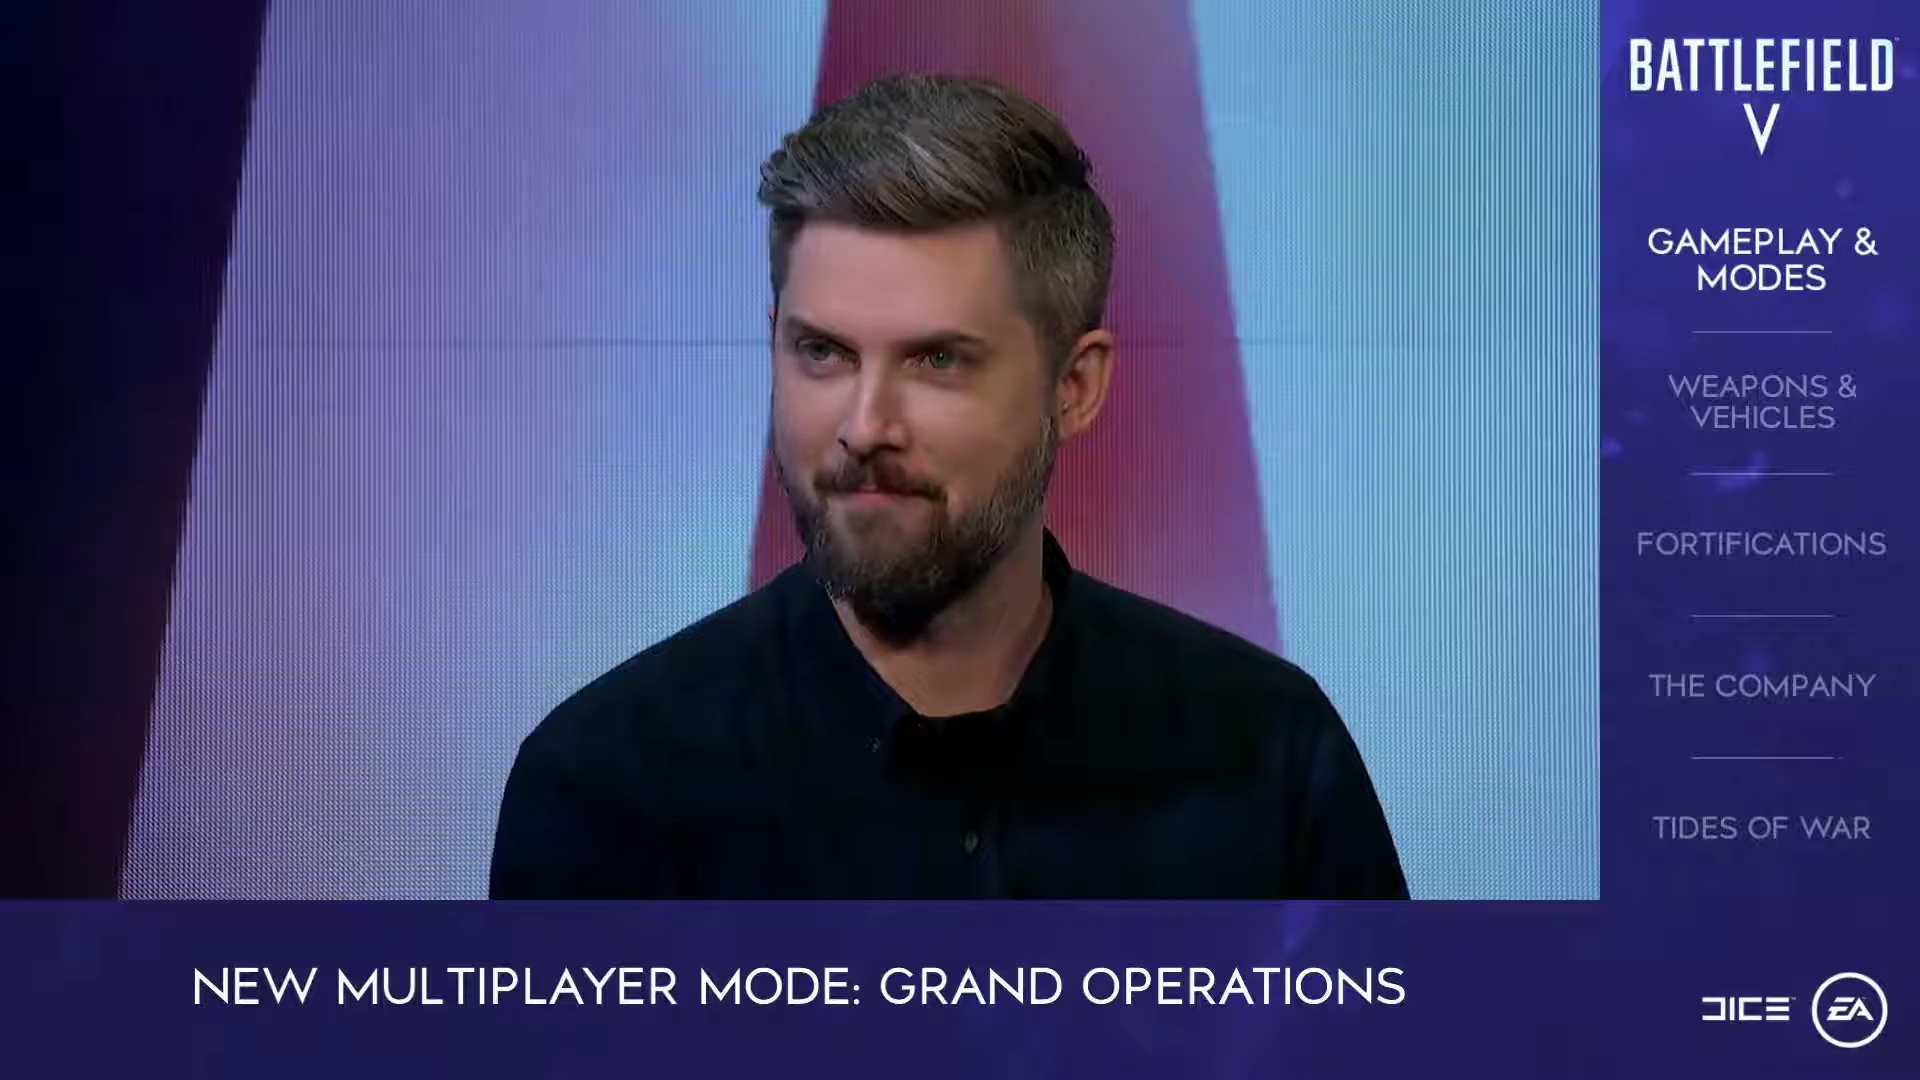 BATTLEFIELD
V
GAMEPLAY &
MODES
WEAPONS &
VEHICLES
FORTIFICATIONS
THE COMPANY
TIDES OF WAR
NEW MULTIPLAYER MODE: GRAND OPERATIONS
DICE
EA